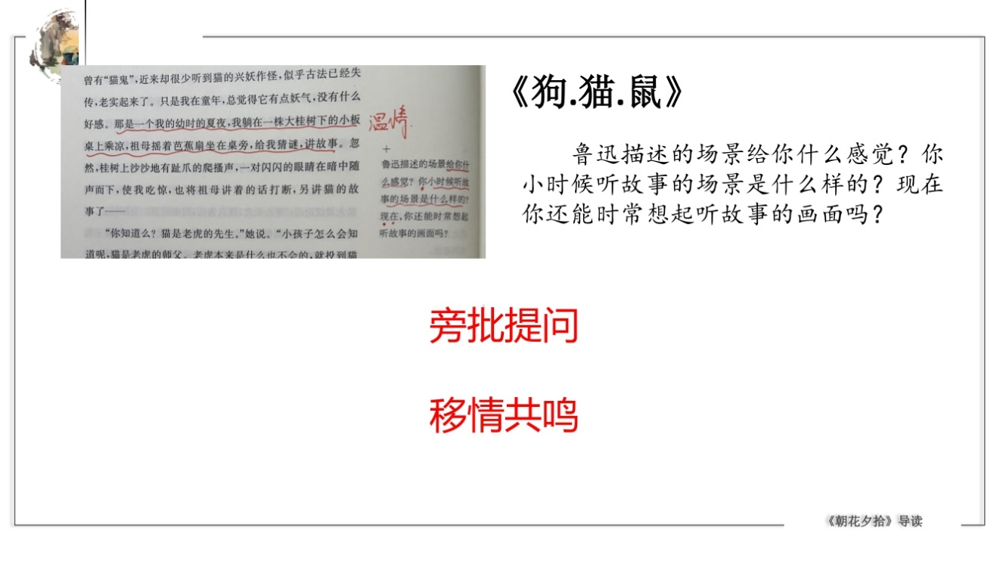 曾有“猫鬼”,近来却很少听到猫的兴妖作怪,似乎古法已经失
传,老实起来了。只是我在童年,总觉得它有点妖气,没有什么
好感。那是一个我的幼时的夏夜,我躺在一株大桂树下的小板
桌上乘凉,祖母摇着芭蕉扇坐在桌旁,给我猜谜,讲故事。忽
然,桂树上沙沙地有趾爪的爬搔声,一对闪闪的眼睛在暗中随
声而下,使我吃惊,也将祖母讲着的话打断,另讲猫的故
事了——
“你知道么?猫是老虎的先生。”她说。“小孩子怎么会知
道呢,猫是老虎的师父。老虎本来是什么也不会的,就投到猫
温情.
+
鲁迅描述的场景给你什
么感觉?你小时候听故
事的场景是什么样的?
现在,你还能时常想起
听故事的画面吗?
《狗.猫.鼠》
鲁迅描述的场景给你什么感觉?你
小时候听故事的场景是什么样的?现在
你还能时常想起听故事的画面吗?
旁批提问
移情共鸣
《朝花夕拾》导读